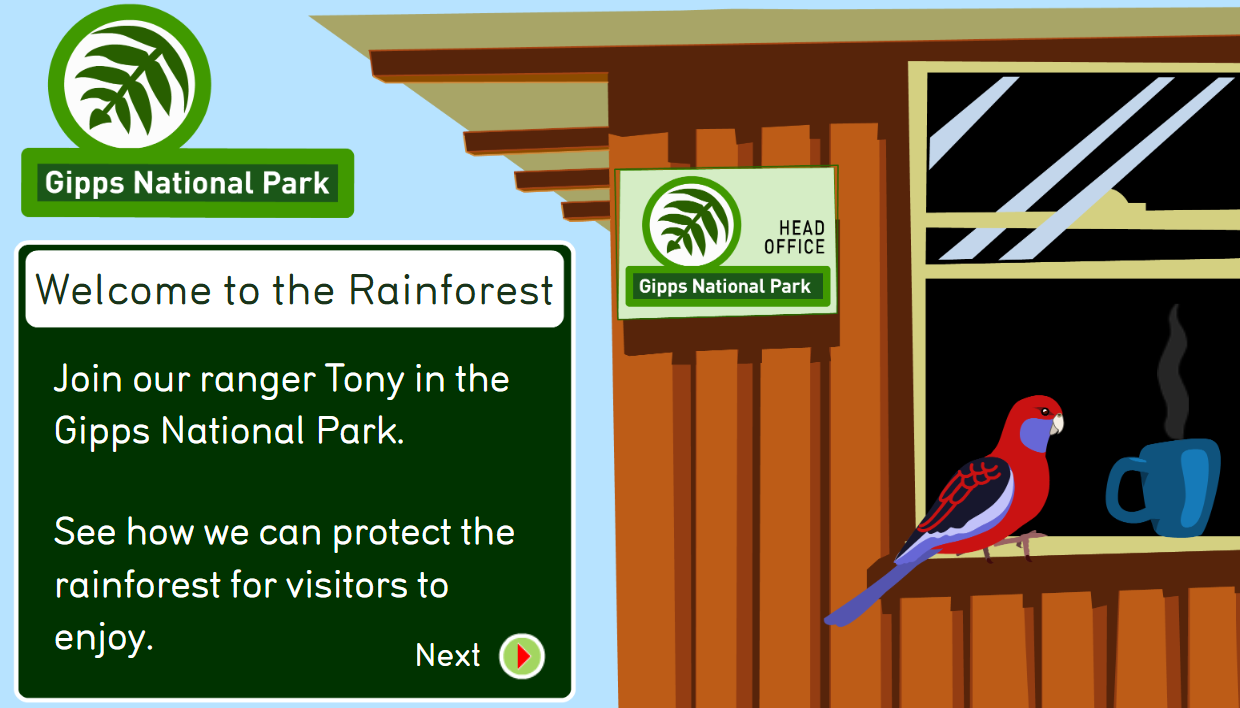 Gipps National Park
Welcome to the Rainforest
Join our ranger Tony in the
Gipps National Park.
See how we can protect the
rainforest for visitors to
enjoy.
Next
HEAD
OFFICE
Gipps National Park